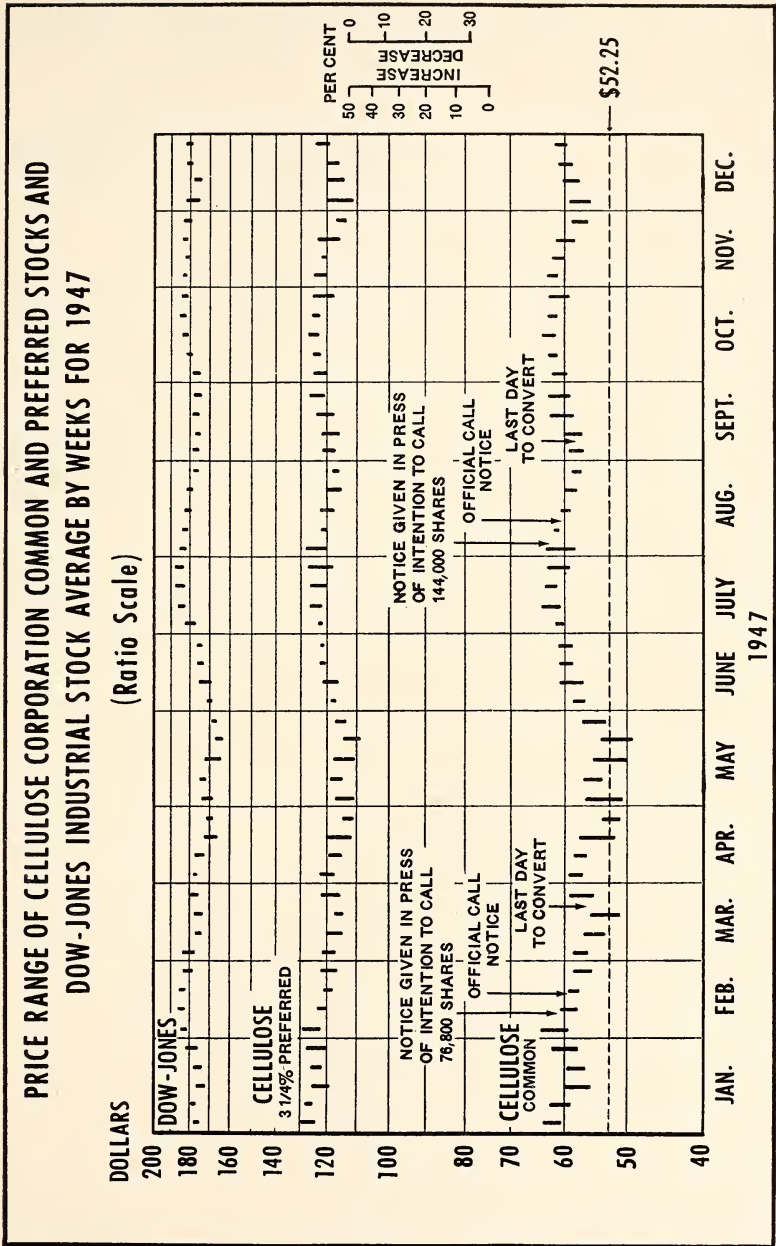 PRICE RANGE OF CELLULOSE CORPORATION COMMON AND PREFERRED STOCKS AND
DOW-JONES INDUSTRIAL STOCK AVERAGE BY WEEKS FOR 1947
(Ratio Scale)
DOLLARS
200
180
160
140
120
100
80
70
60
50
40
DOW-JONES
CELLULOSE
3 1/4%-PREFERRED
NOTICE GIVEN IN PRESS
OF INTENTION TO CALL
76,800 SHARES
OFFICIAL CALL
NOTICE
LAST DAY
TO CONVERT
CELLULOSE
COMMON
NOTICE GIVEN IN PRESS
OF INTENTION TO CALL
144,000 SHARES
OFFICIAL CALL
NOTICE
LAST DAY
TO CONVERT
PER CENT
50
40
30
20
10
0
INCREASE
DECREASE
0
10
20
30
$52.25
JAN.
FEB.
MAR.
APR.
MAY
JUNE
JULY
AUG.
SEPT.
OCT.
NOV.
DEC.
1947